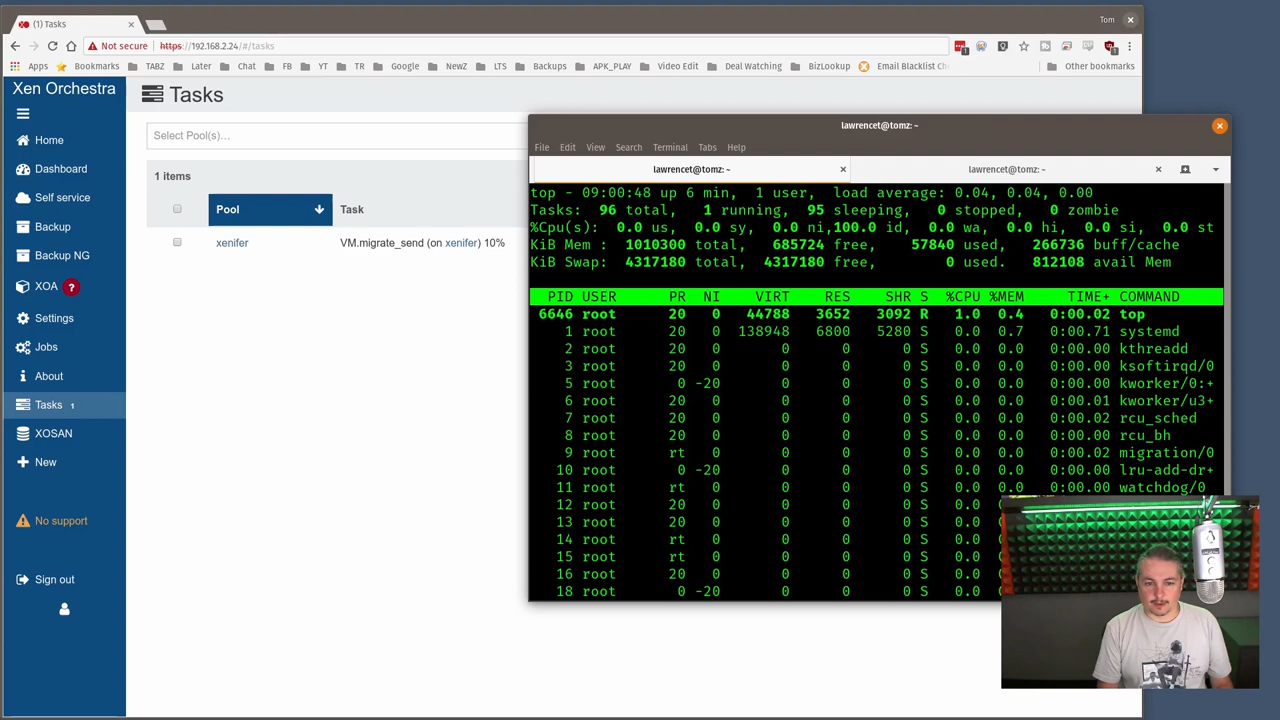 (1) Tasks
Tom
Not secure https://192.168.2.24/#/tasks
Apps Bookmarks TABZ Later Chat FB YT TR Google NewZ LTS Backups APK_PLAY Video Edit Deal Watching BizLookup Email Blacklist Che Other bookmarks
Xen Orchestra
Home
Dashboard
Self service
Backup
Backup NG
XOA ?
Settings
Jobs
About
Tasks 1
XOSAN
New
No support
Sign out
Tasks
Select Pool(s)...
1 items
Pool Task
xenifer VM.migrate_send (on xenifer) 10%
lawrencet@tomz: ~
File Edit View Search Terminal Tabs Help
lawrencet@tomz: ~ lawrencet@tomz: ~
top - 09:00:48 up 6 min, 1 user, load average: 0.04, 0.04, 0.00
Tasks: 96 total, 1 running, 95 sleeping, 0 stopped, 0 zombie
%Cpu(s): 0.0 us, 0.0 sy, 0.0 ni,100.0 id, 0.0 wa, 0.0 hi, 0.0 si, 0.0 st
KiB Mem : 1010300 total, 685724 free, 57840 used, 266736 buff/cache
KiB Swap: 4317180 total, 4317180 free, 0 used. 812108 avail Mem
PID USER PR NI VIRT RES SHR S %CPU %MEM TIME+ COMMAND
6646 root 20 0 44788 3652 3092 R 1.0 0.4 0:00.02 top
1 root 20 0 138948 6800 5280 S 0.0 0.7 0:00.71 systemd
2 root 20 0 0 0 0 S 0.0 0.0 0:00.00 kthreadd
3 root 20 0 0 0 0 S 0.0 0.0 0:00.00 ksoftirqd/0
5 root 0 -20 0 0 0 S 0.0 0.0 0:00.00 kworker/0:+
6 root 20 0 0 0 0 S 0.0 0.0 0:00.01 kworker/u3+
7 root 20 0 0 0 0 S 0.0 0.0 0:00.02 rcu_sched
8 root 20 0 0 0 0 S 0.0 0.0 0:00.00 rcu_bh
9 root rt 0 0 0 0 S 0.0 0.0 0:00.02 migration/0
10 root 0 -20 0 0 0 S 0.0 0.0 0:00.00 lru-add-dr+
11 root rt 0 0 0 0 S 0.0 0.0 0:00.00 watchdog/0
12 root 20 0 0 0 0 S 0.0
13 root 20 0 0 0 0 S 0.0
14 root rt 0 0 0 0 S 0.0
15 root rt 0 0 0 0 S 0.0
16 root 20 0 0 0 0 S 0.0
18 root 0 -20 0 0 0 S 0.0